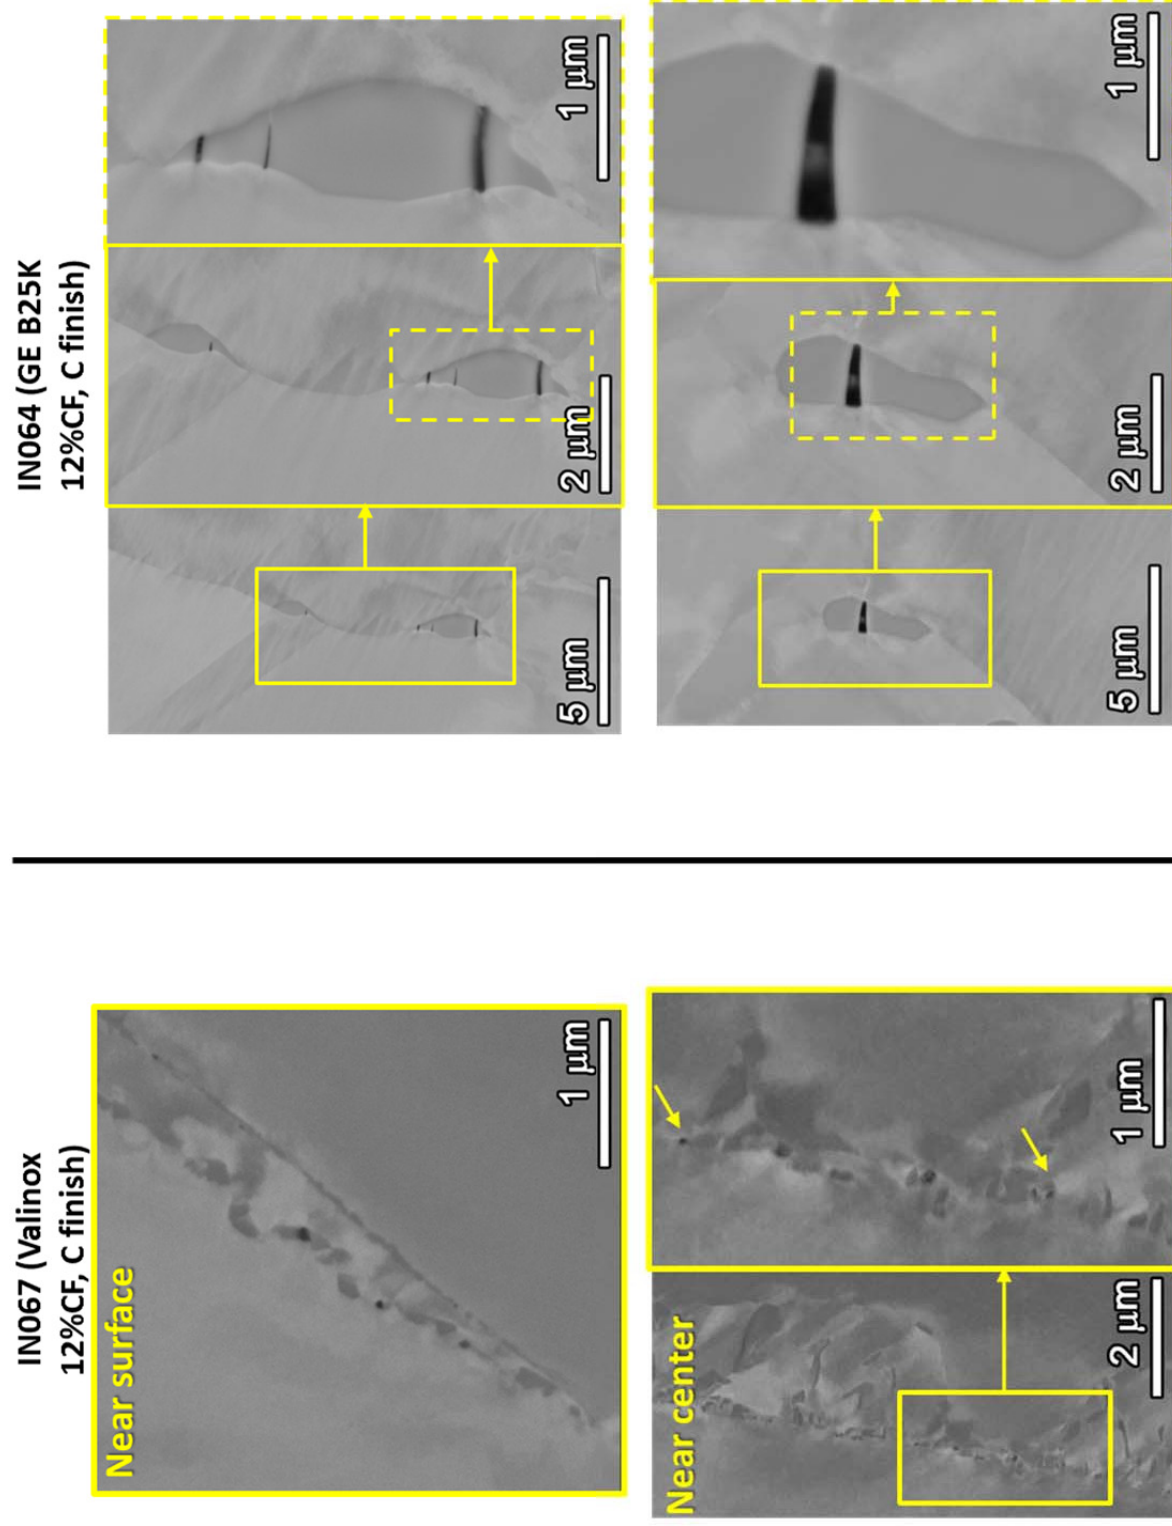 IN067 (Valinox
12%CF, C finish)
Near surface
1 µm
Near center
2 µm
1 µm
IN064 (GE B25K
12%CF, C finish)
5 µm
2 µm
1 µm
5 µm
2 µm
1 µm